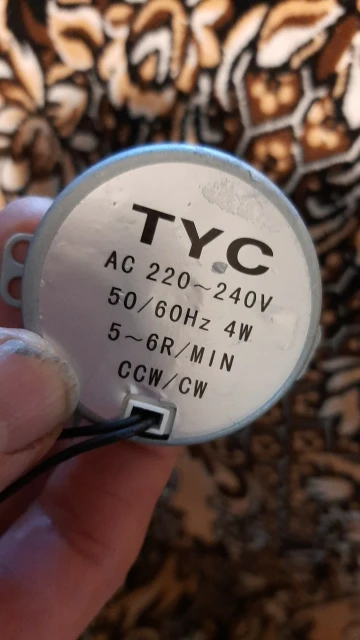 TYC
AC 220~240V
50/60Hz 4W
5~6R/MIN
CCW/CW